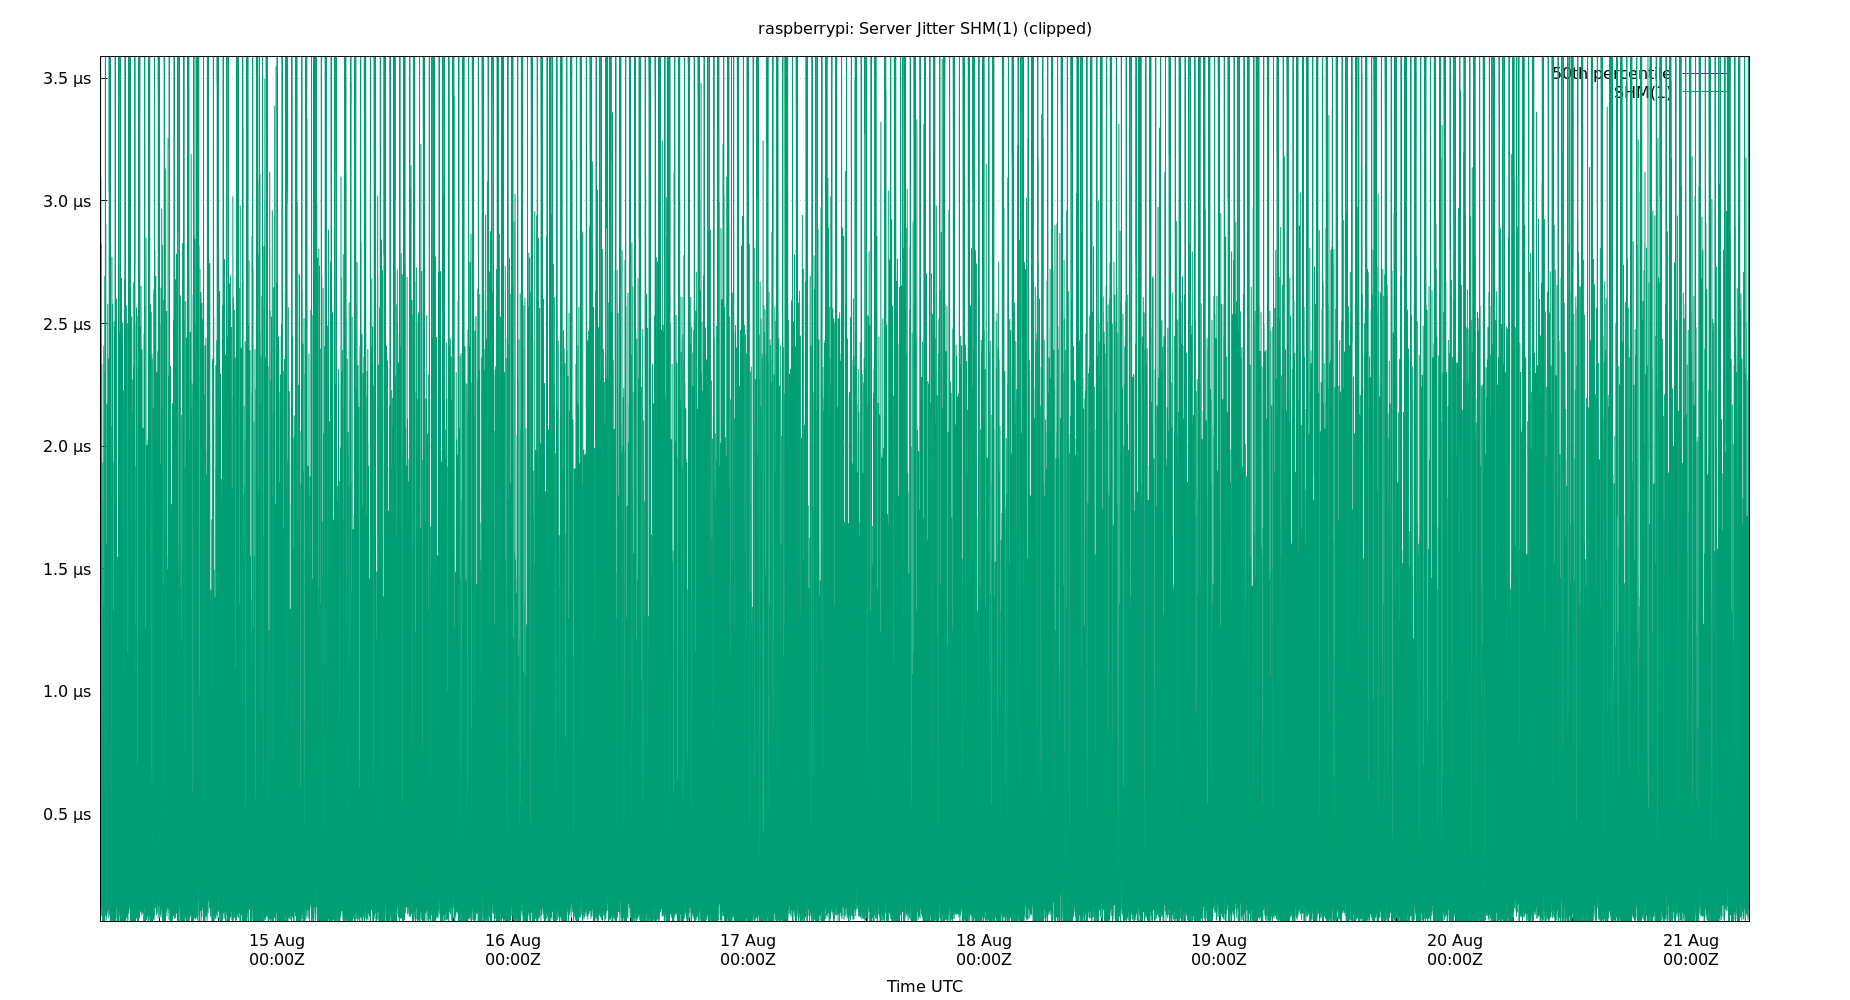 raspberrypi: Server Jitter SHM(1) (clipped)
3.5 µs
3.0 µs
2.5 µs
2.0 µs
1.5 µs
1.0 µs
0.5 µs
50th percentile
SHM(1)
15 Aug 16 Aug 17 Aug 18 Aug 19 Aug 20 Aug 21 Aug
00:00Z 00:00Z 00:00Z 00:00Z 00:00Z 00:00Z 00:00Z
Time UTC